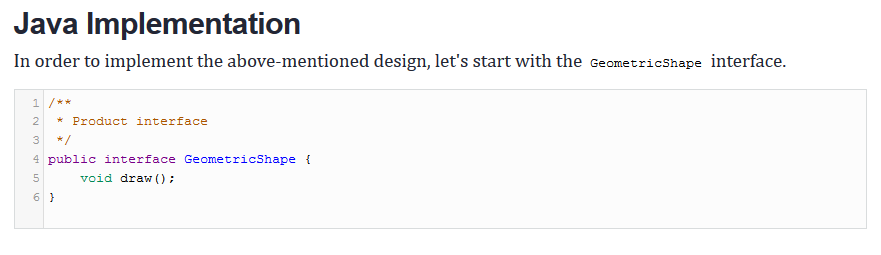 Java Implementation
In order to implement the above-mentioned design, let's start with the GeometricShape interface.
1 /**
2  * Product interface
3  */
4 public interface GeometricShape {
5     void draw();
6 }